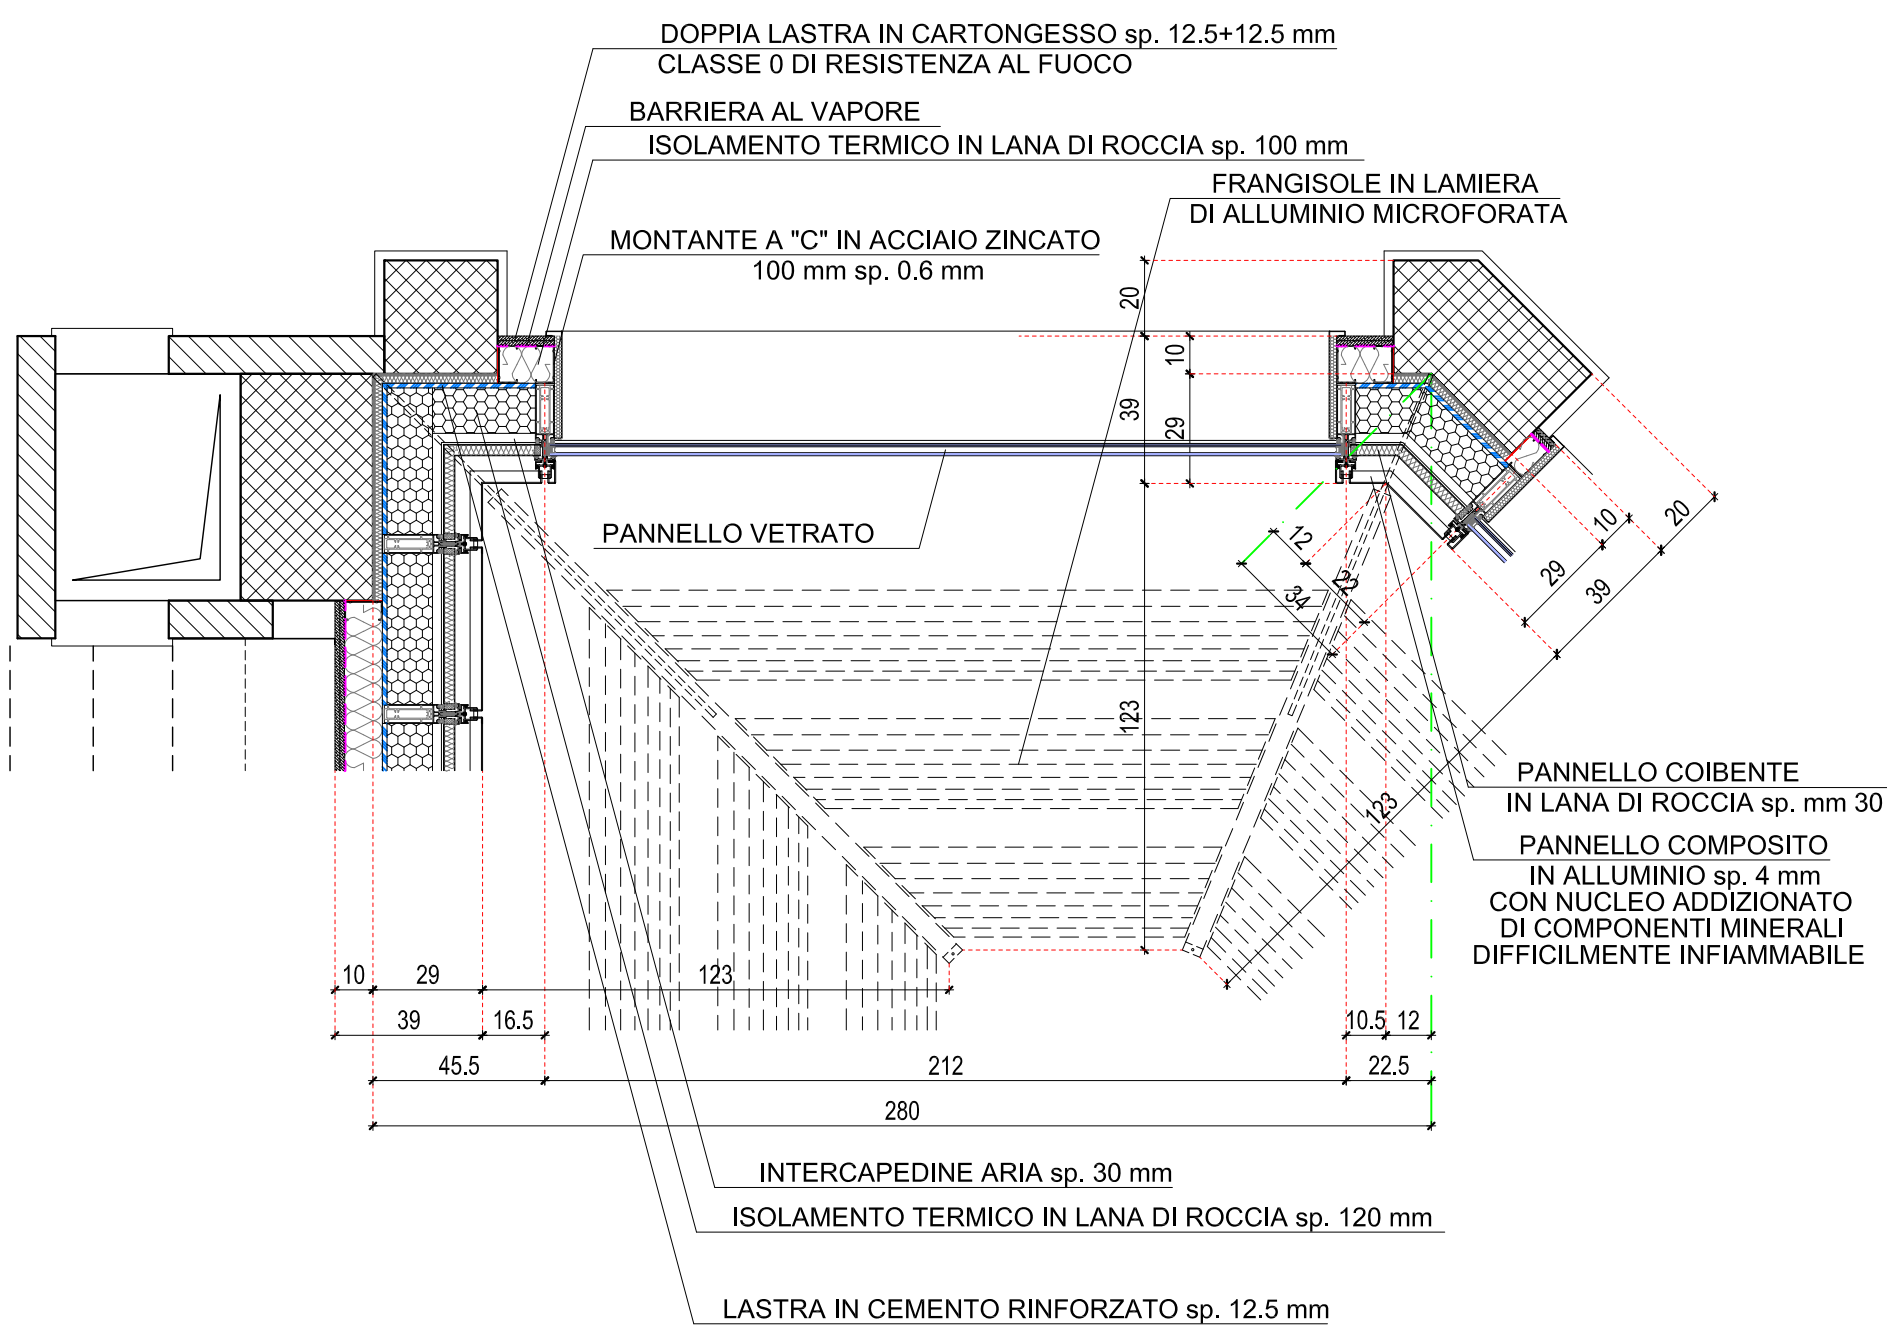 DOPPIA LASTRA IN CARTONGESSO sp. 12.5+12.5 mm
CLASSE 0 DI RESISTENZA AL FUOCO
BARRIERA AL VAPORE
ISOLAMENTO TERMICO IN LANA DI ROCCIA sp. 100 mm
FRANGISOLE IN LAMIERA
DI ALLUMINIO MICROFORATA
MONTANTE A "C" IN ACCIAIO ZINCATO
100 mm sp. 0.6 mm
20
10
39
29
PANNELLO VETRATO
12
22
34
10
20
29
39
123
123
PANNELLO COIBENTE
IN LANA DI ROCCIA sp. mm 30
PANNELLO COMPOSITO
IN ALLUMINIO sp. 4 mm
CON NUCLEO ADDIZIONATO
DI COMPONENTI MINERALI
DIFFICILMENTE INFIAMMABILE
10 29 123
39 16.5 10.5 12
45.5 212 22.5
280
INTERCAPEDINE ARIA sp. 30 mm
ISOLAMENTO TERMICO IN LANA DI ROCCIA sp. 120 mm
LASTRA IN CEMENTO RINFORZATO sp. 12.5 mm